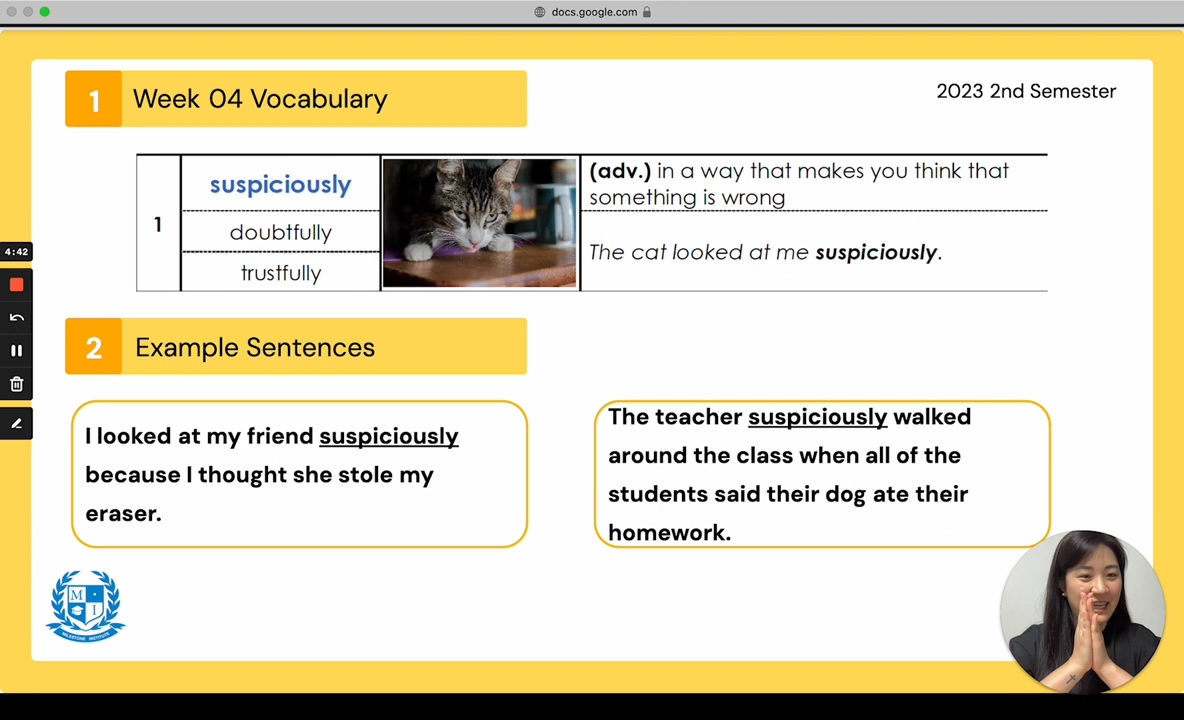 docs.google.com
1 Week 04 Vocabulary
2023 2nd Semester
1
suspiciously
doubtfully
trustfully
(adv.) in a way that makes you think that
something is wrong
The cat looked at me suspiciously.
4:42
2 Example Sentences
I looked at my friend suspiciously
because I thought she stole my
eraser.
The teacher suspiciously walked
around the class when all of the
students said their dog ate their
homework.
M I
MILESTONE INSTITUTE